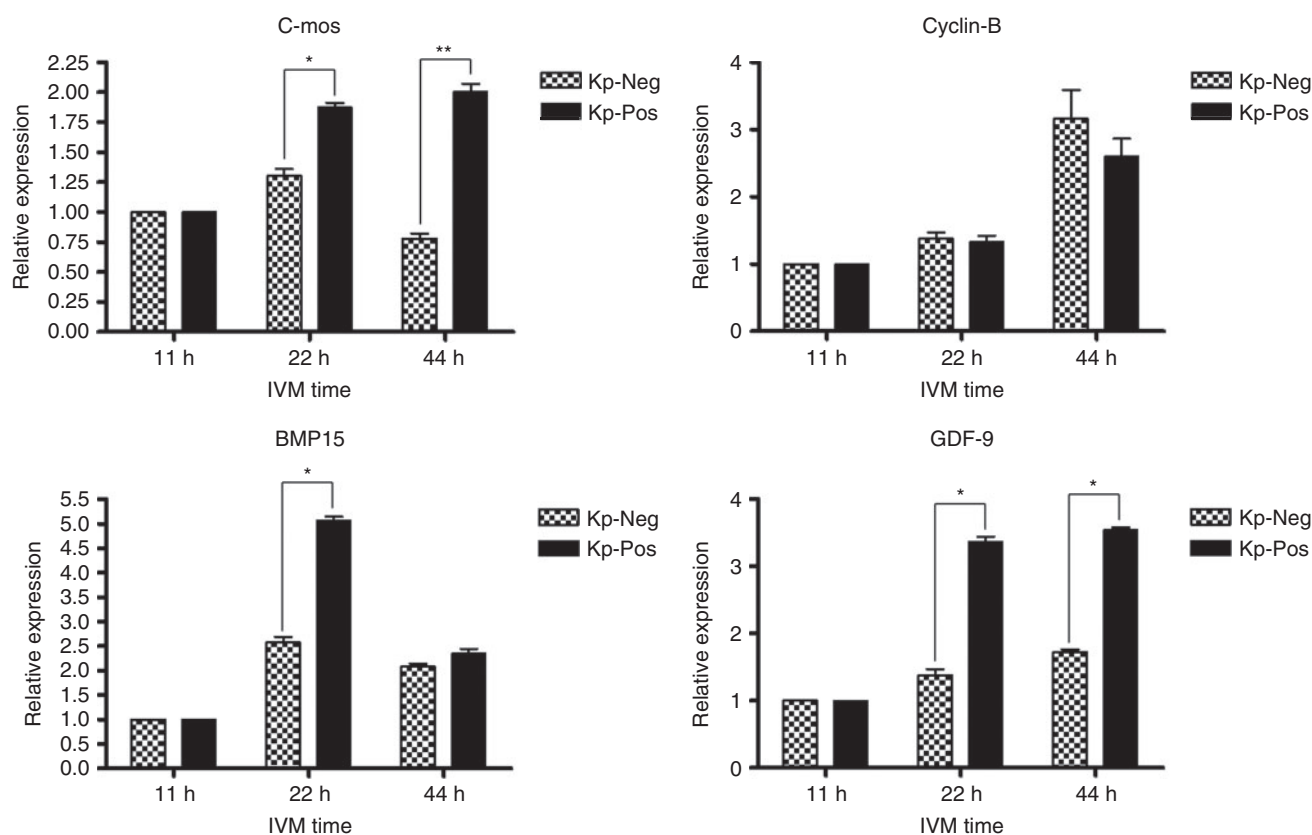 C-mos
Relative expression
2.25
2.00
1.75
1.50
1.25
1.00
0.75
0.50
0.25
0.00
*
**
Kp-Neg
Kp-Pos
11 h 22 h 44 h
IVM time
Cyclin-B
Relative expression
4
3
2
1
0
Kp-Neg
Kp-Pos
11 h 22 h 44 h
IVM time
BMP15
Relative expression
5.5
5.0
4.5
4.0
3.5
3.0
2.5
2.0
1.5
1.0
0.5
0.0
*
Kp-Neg
Kp-Pos
11 h 22 h 44 h
IVM time
GDF-9
Relative expression
4
3
2
1
0
*
*
Kp-Neg
Kp-Pos
11 h 22 h 44 h
IVM time